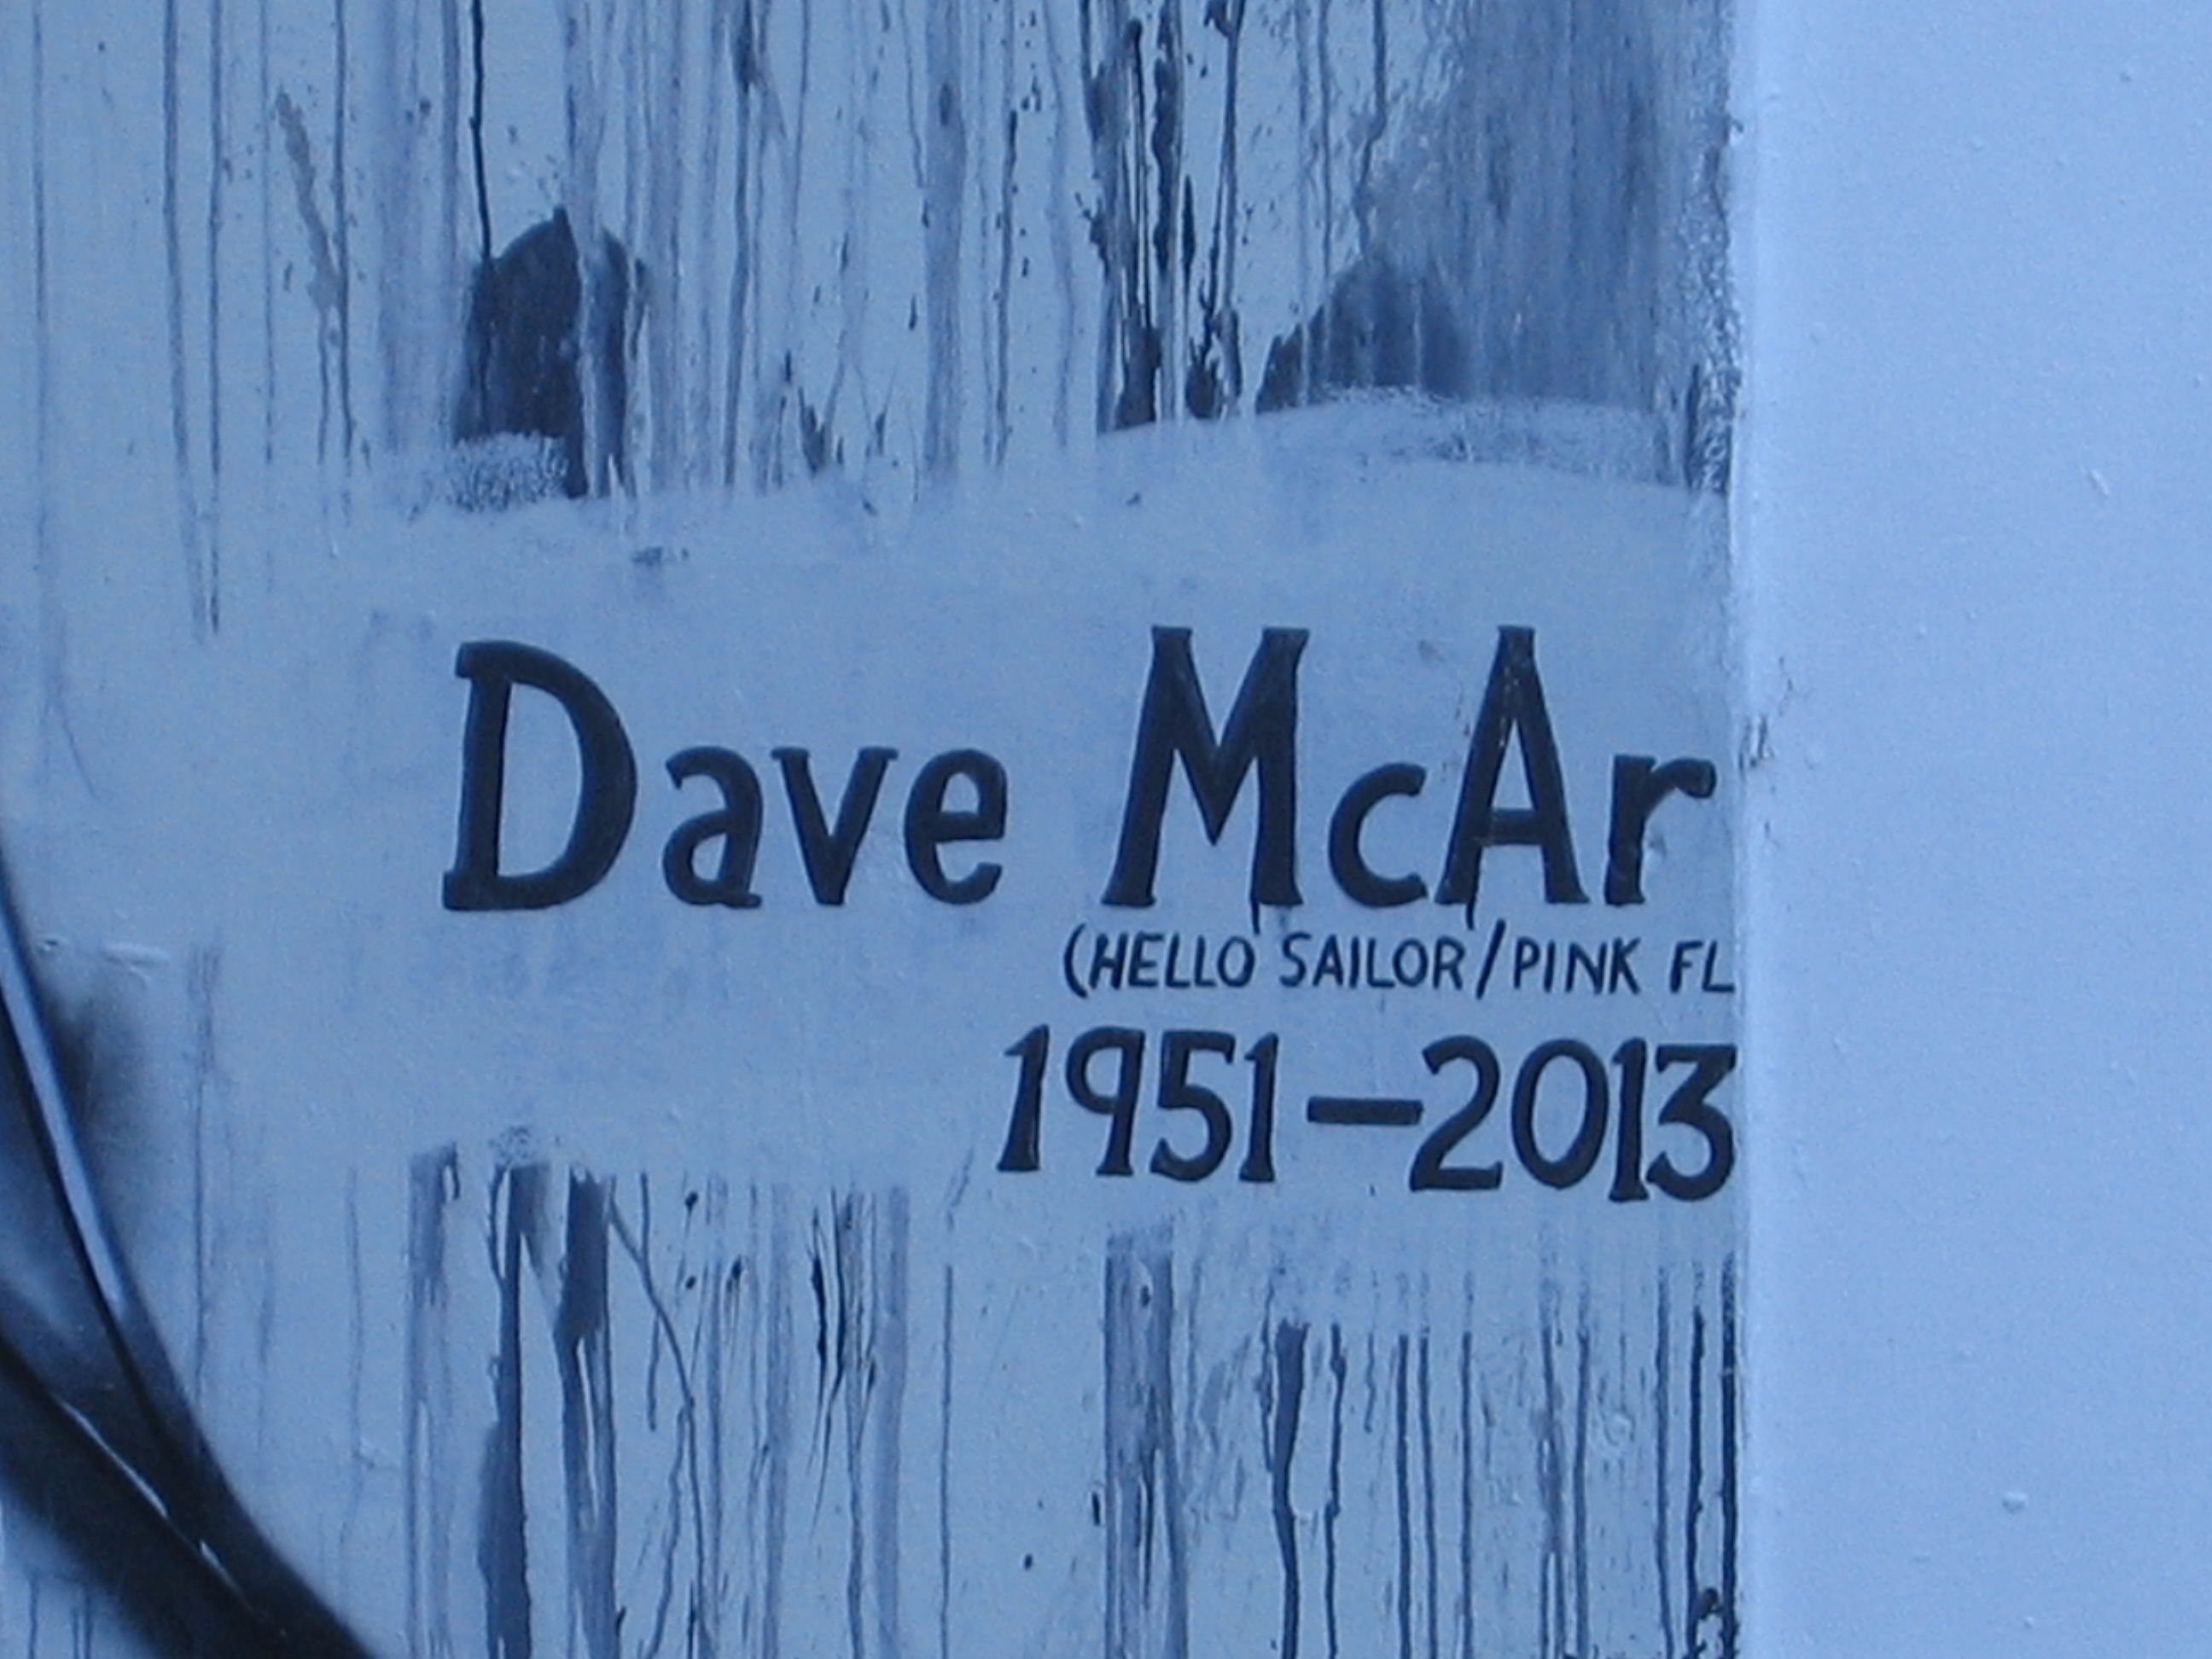 Dave McAr
(HELLO SAILOR/PINK FL
1951-2013